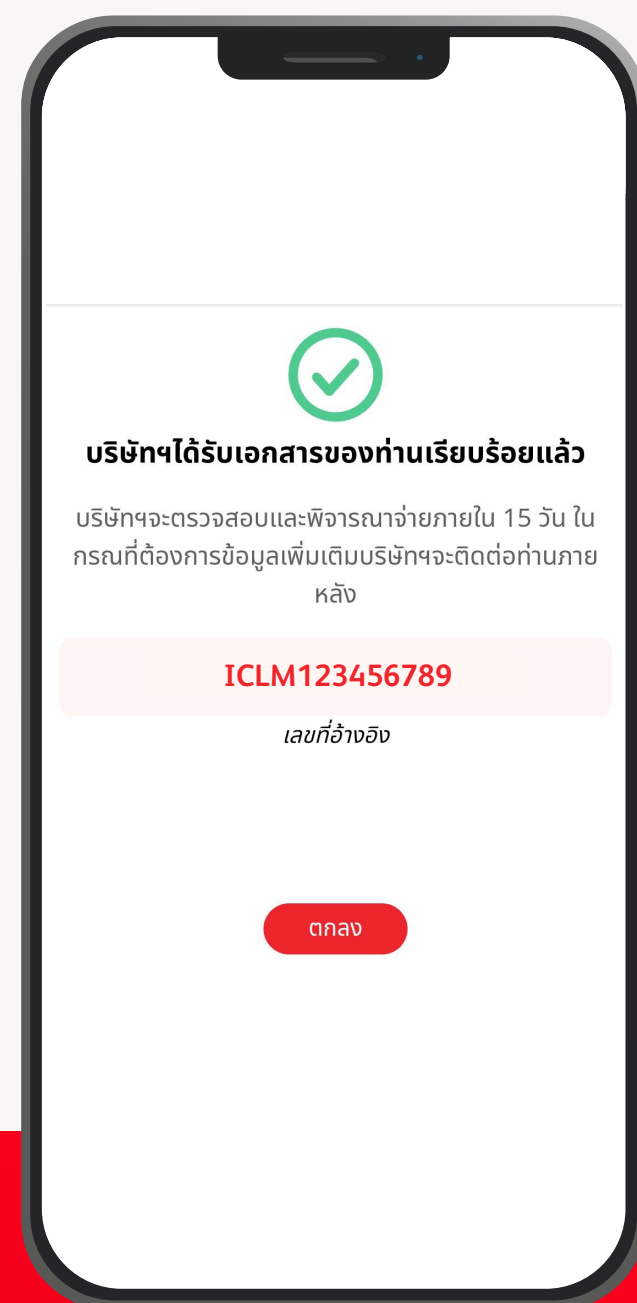 บริษัทฯได้รับเอกสารของท่านเรียบร้อยแล้ว
บริษัทฯจะตรวจสอบและพิจารณาจ่ายภายใน 15 วัน ใน
กรณที่ต้องการข้อมูลเพิ่มเติมบริษัทฯจะติดต่อท่านภาย
หลัง
ICLM123456789
เลขที่อ้างอิง
ตกลง